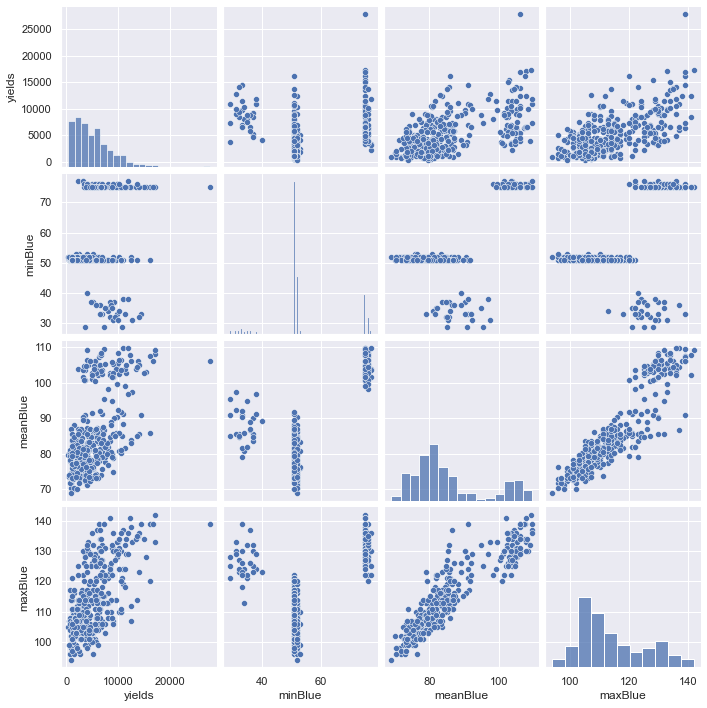 yields
25000
20000
15000
10000
5000
0
minBlue
70
60
50
40
30
meanBlue
110
100
90
80
70
maxBlue
140
130
120
110
100
0 10000 20000
yields
40 60
minBlue
80 100
meanBlue
100 120 140
maxBlue